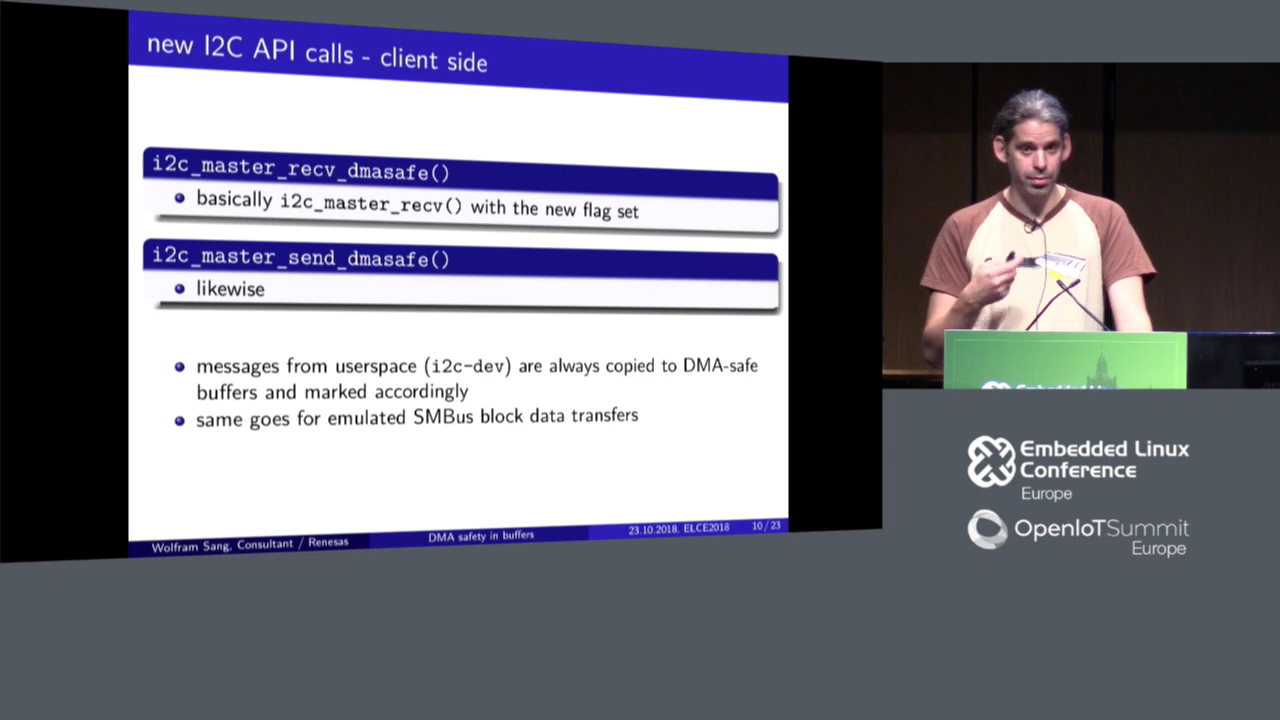 new I2C API calls - client side
i2c_master_recv_dmasafe()
basically i2c_master_recv() with the new flag set
i2c_master_send_dmasafe()
likewise
messages from userspace (i2c-dev) are always copied to DMA-safe
buffers and marked accordingly
same goes for emulated SMBus block data transfers
Wolfram Sang, Consultant / Renesas
DMA safety in buffers
23.10.2018, ELCE2018
10 / 23
Embedded Linux
Conference
Europe
OpenIoTSummit
Europe